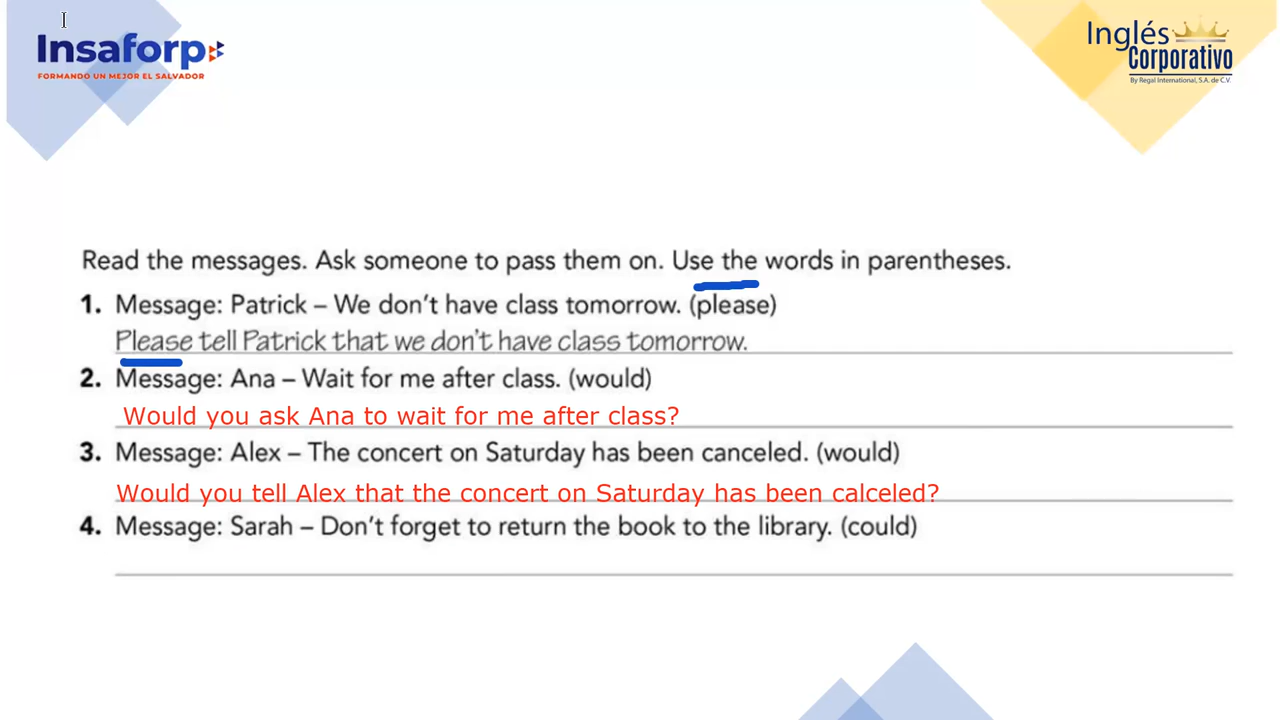 Insaforp
FORMANDO UN MEJOR EL SALVADOR
Inglés
Corporativo
By Regal International, S.A. de C.V.
Read the messages. Ask someone to pass them on. Use the words in parentheses.
1. Message: Patrick – We don't have class tomorrow. (please)
Please tell Patrick that we don't have class tomorrow.
2. Message: Ana – Wait for me after class. (would)
Would you ask Ana to wait for me after class?
3. Message: Alex – The concert on Saturday has been canceled. (would)
Would you tell Alex that the concert on Saturday has been calceled?
4. Message: Sarah – Don't forget to return the book to the library. (could)